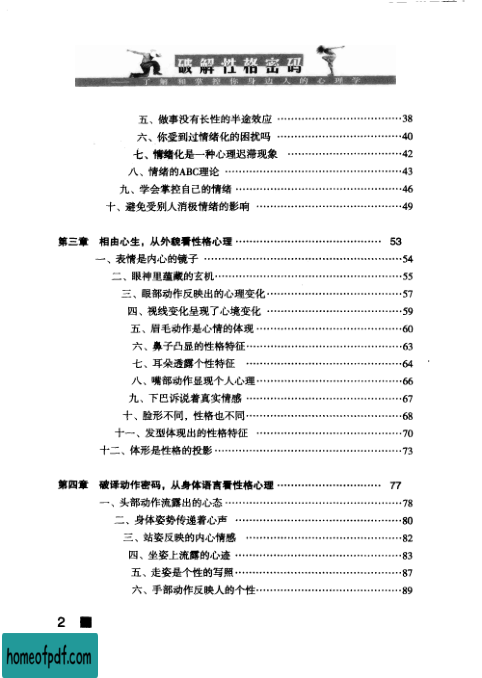 破解性格密码
——了解和掌控你身边人的心理学
五、做事没有长性的半途效应 ……………………………… 38
六、你受到过情绪化的困扰吗 ……………………………… 40
七、情绪化是一种心理迟滞现象 ……………………………… 42
八、情绪的ABC理论 ……………………………… 43
九、学会掌控自己的情绪 ……………………………… 46
十、避免受别人消极情绪的影响 ……………………………… 49
第三章 相由心生，从外貌看性格心理 ……………………………… 53
一、表情是内心的镜子 ……………………………… 54
二、眼神里蕴藏的玄机 ……………………………… 55
三、眼部动作反映出的心理变化 ……………………………… 57
四、视线变化呈现了心境变化 ……………………………… 59
五、眉毛动作是心情的体现 ……………………………… 60
六、鼻子凸显的性格特征 ……………………………… 63
七、耳朵透露个性特征 ……………………………… 64
八、嘴部动作显现个人心理 ……………………………… 66
九、下巴诉说着真实情感 ……………………………… 67
十、脸形不同，性格也不同 ……………………………… 68
十一、发型体现出的性格特征 ……………………………… 70
十二、体形是性格的投影 ……………………………… 73
第四章 破译动作密码，从身体语言看性格心理 ……………………………… 77
一、头部动作流露出的心态 ……………………………… 78
二、身体姿势传递着心声 ……………………………… 80
三、站姿反映的内心情感 ……………………………… 82
四、坐姿上流露的心迹 ……………………………… 83
五、走姿是个性的写照 ……………………………… 87
六、手部动作反映人的个性 ……………………………… 89
2
homeofpdf.com